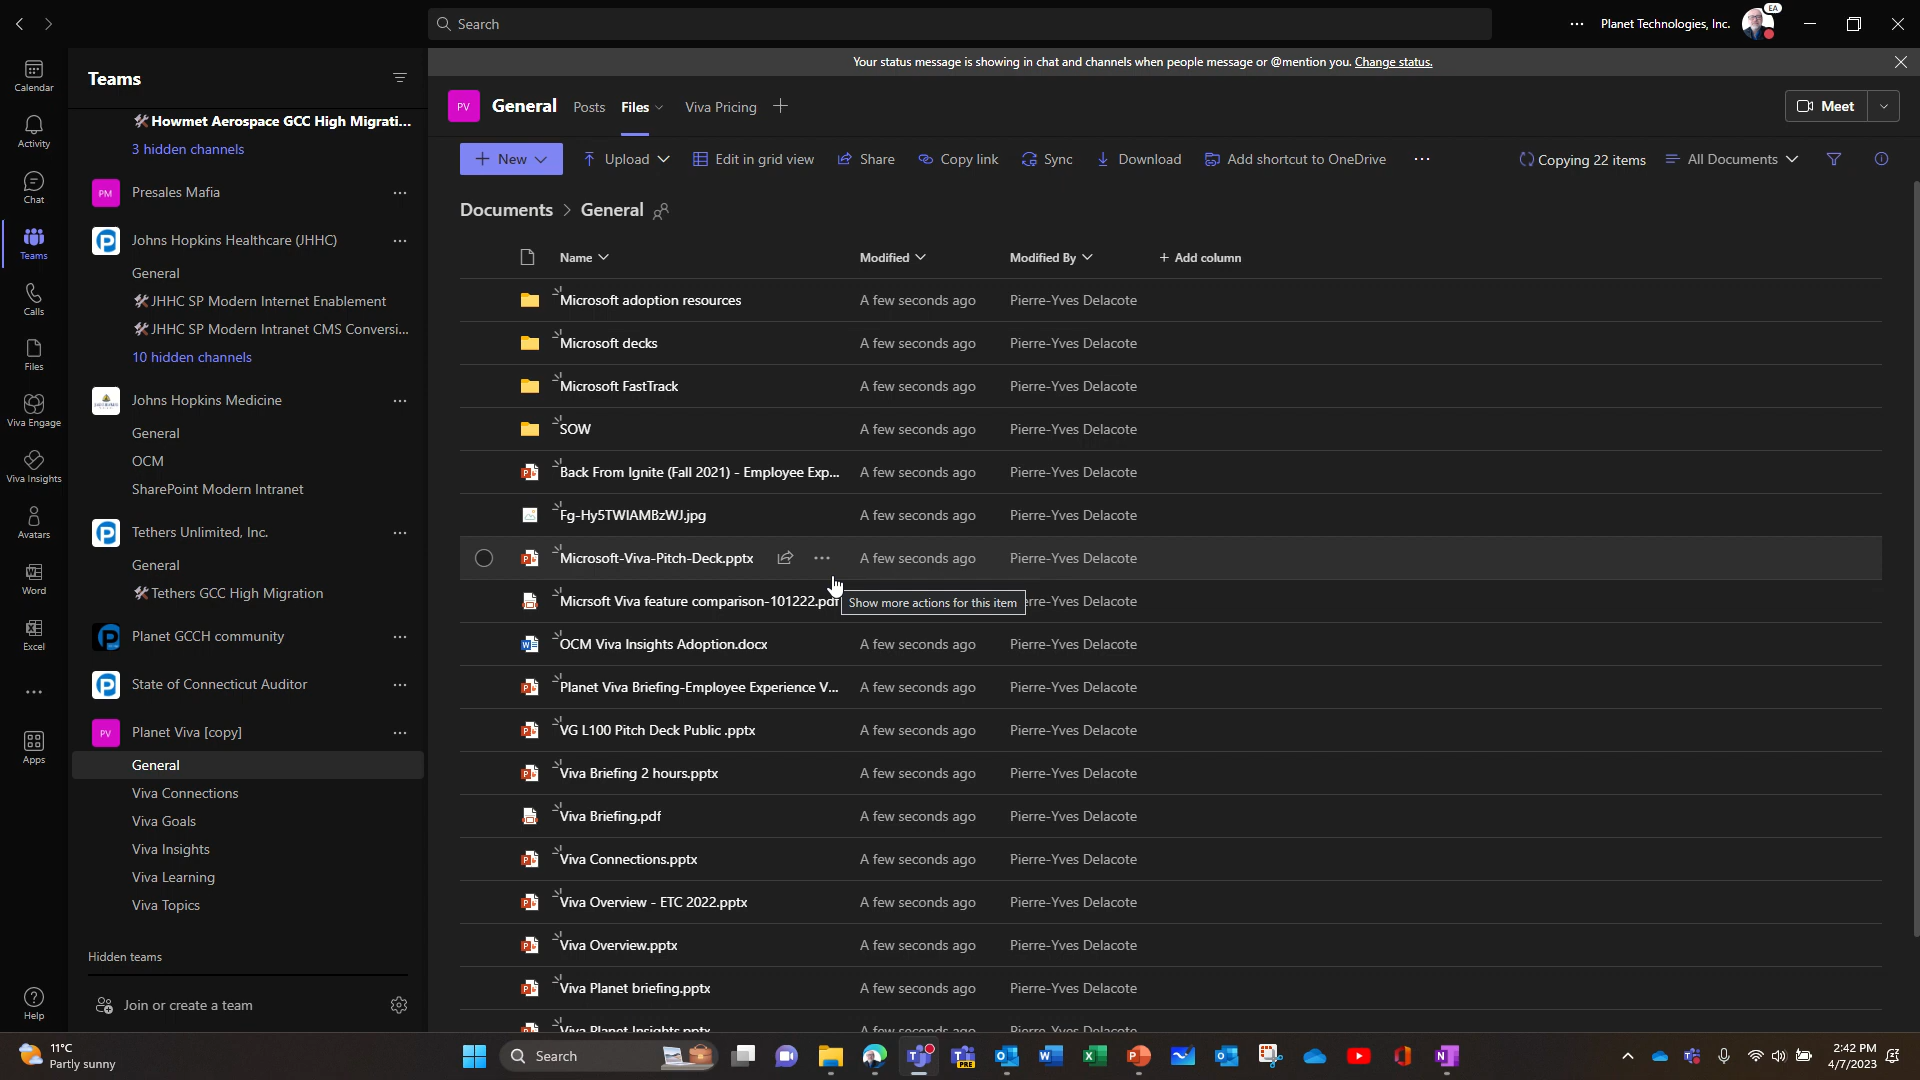 Search
Planet Technologies, Inc.
EA
Your status message is showing in chat and channels when people message or @mention you. Change status.
Calendar
Activity
Chat
Teams
Calls
Files
Viva Engage
Viva Insights
Avatars
Word
Excel
Apps
Help
Teams
Howmet Aerospace GCC High Migrati...
3 hidden channels
PM Presales Mafia
Johns Hopkins Healthcare (JHHC)
General
JHHC SP Modern Internet Enablement
JHHC SP Modern Intranet CMS Conversi...
10 hidden channels
Johns Hopkins Medicine
General
OCM
SharePoint Modern Intranet
Tethers Unlimited, Inc.
General
Tethers GCC High Migration
Planet GCCH community
State of Connecticut Auditor
PV Planet Viva [copy]
General
Viva Connections
Viva Goals
Viva Insights
Viva Learning
Viva Topics
Hidden teams
Join or create a team
PV General Posts Files Viva Pricing
Meet
New Upload Edit in grid view Share Copy link Sync Download Add shortcut to OneDrive ... Copying 22 items All Documents
Documents > General
Name Modified Modified By + Add column
Microsoft adoption resources A few seconds ago Pierre-Yves Delacote
Microsoft decks A few seconds ago Pierre-Yves Delacote
Microsoft FastTrack A few seconds ago Pierre-Yves Delacote
SOW A few seconds ago Pierre-Yves Delacote
Back From Ignite (Fall 2021) - Employee Exp... A few seconds ago Pierre-Yves Delacote
Fg-Hy5TWIAMBzWJ.jpg A few seconds ago Pierre-Yves Delacote
Microsoft-Viva-Pitch-Deck.pptx A few seconds ago Pierre-Yves Delacote
Micrsoft Viva feature comparison-101222.pdf Show more actions for this item erre-Yves Delacote
OCM Viva Insights Adoption.docx A few seconds ago Pierre-Yves Delacote
Planet Viva Briefing-Employee Experience V... A few seconds ago Pierre-Yves Delacote
VG L100 Pitch Deck Public .pptx A few seconds ago Pierre-Yves Delacote
Viva Briefing 2 hours.pptx A few seconds ago Pierre-Yves Delacote
Viva Briefing.pdf A few seconds ago Pierre-Yves Delacote
Viva Connections.pptx A few seconds ago Pierre-Yves Delacote
Viva Overview - ETC 2022.pptx A few seconds ago Pierre-Yves Delacote
Viva Overview.pptx A few seconds ago Pierre-Yves Delacote
Viva Planet briefing.pptx A few seconds ago Pierre-Yves Delacote
Viva Planet Insights.pptx A few seconds ago Pierre-Yves Delacote
11°C
Partly sunny
Search
PRE
2:42 PM
4/7/2023